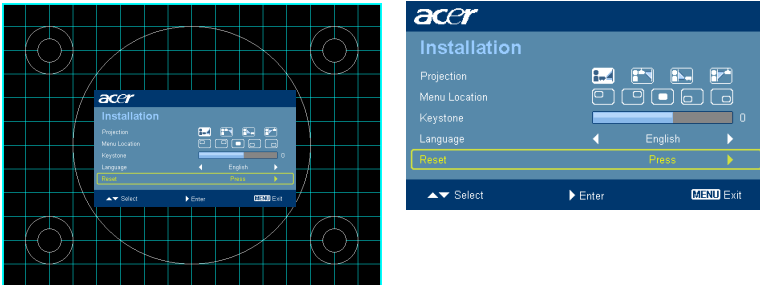 acer
Installation
Projection
Menu Location
Keystone 0
Language English
Reset Press
Select Enter MENU Exit
acer
Installation
Projection
Menu Location
Keystone 0
Language English
Reset Press
Select Enter MENU Exit